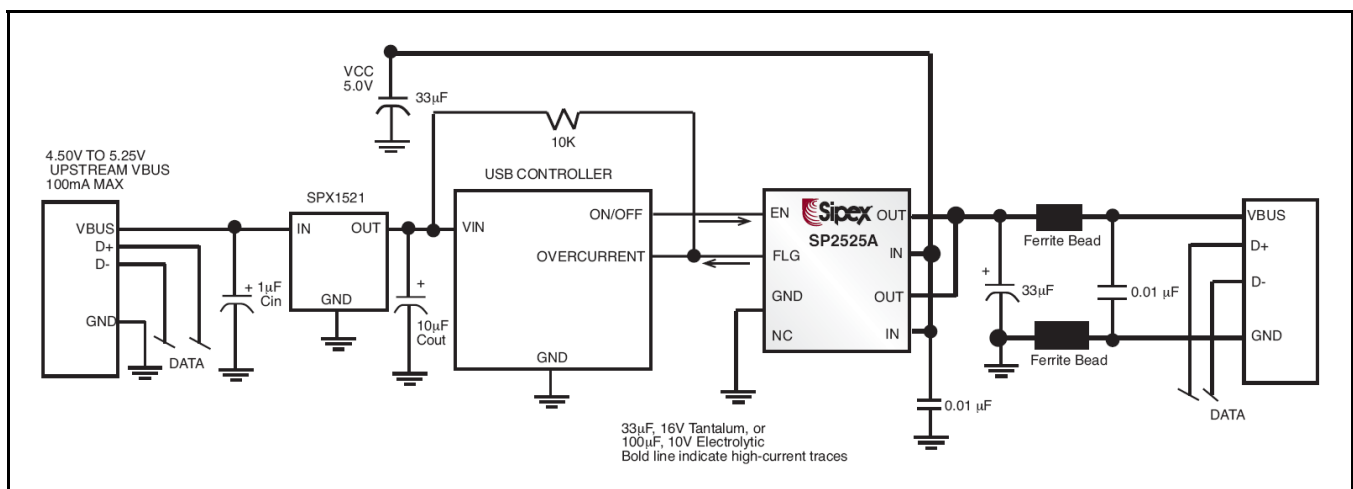 VCC
5.0V
33µF
10K
4.50V TO 5.25V
UPSTREAM VBUS
100mA MAX
VBUS
D+
D-
GND
DATA
+ 1µF
Cin
SPX1521
IN
OUT
GND
+
10µF
Cout
USB CONTROLLER
VIN
ON/OFF
OVERCURRENT
GND
Sipex
SP2525A
EN
FLG
GND
NC
OUT
IN
OUT
IN
0.01 µF
+
33µF
Ferrite Bead
Ferrite Bead
0.01 µF
VBUS
D+
D-
GND
DATA
33µF, 16V Tantalum, or
100µF, 10V Electrolytic
Bold line indicate high-current traces